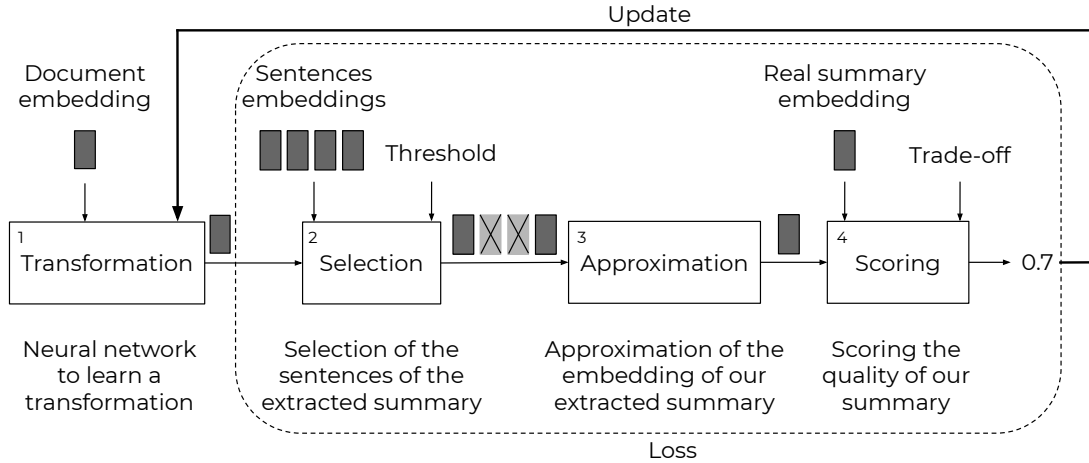 Update
Document
embedding
Sentences
embeddings
Threshold
Real summary
embedding
Trade-off
1
Transformation
2
Selection
3
Approximation
4
Scoring
0.7
Neural network
to learn a
transformation
Selection of the
sentences of the
extracted summary
Approximation of the
embedding of our
extracted summary
Scoring the
quality of our
summary
Loss